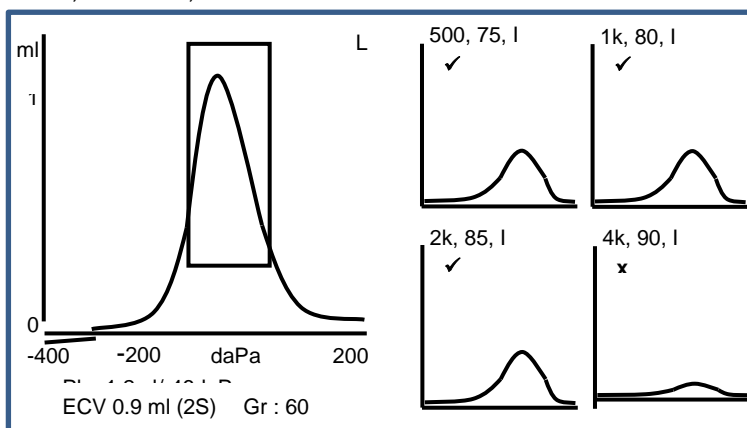 ml
L
0
-400 -200 daPa 200
ECV 0.9 ml (2S) Gr : 60
500, 75, I
✓
1k, 80, I
✓
2k, 85, I
✓
4k, 90, I
x